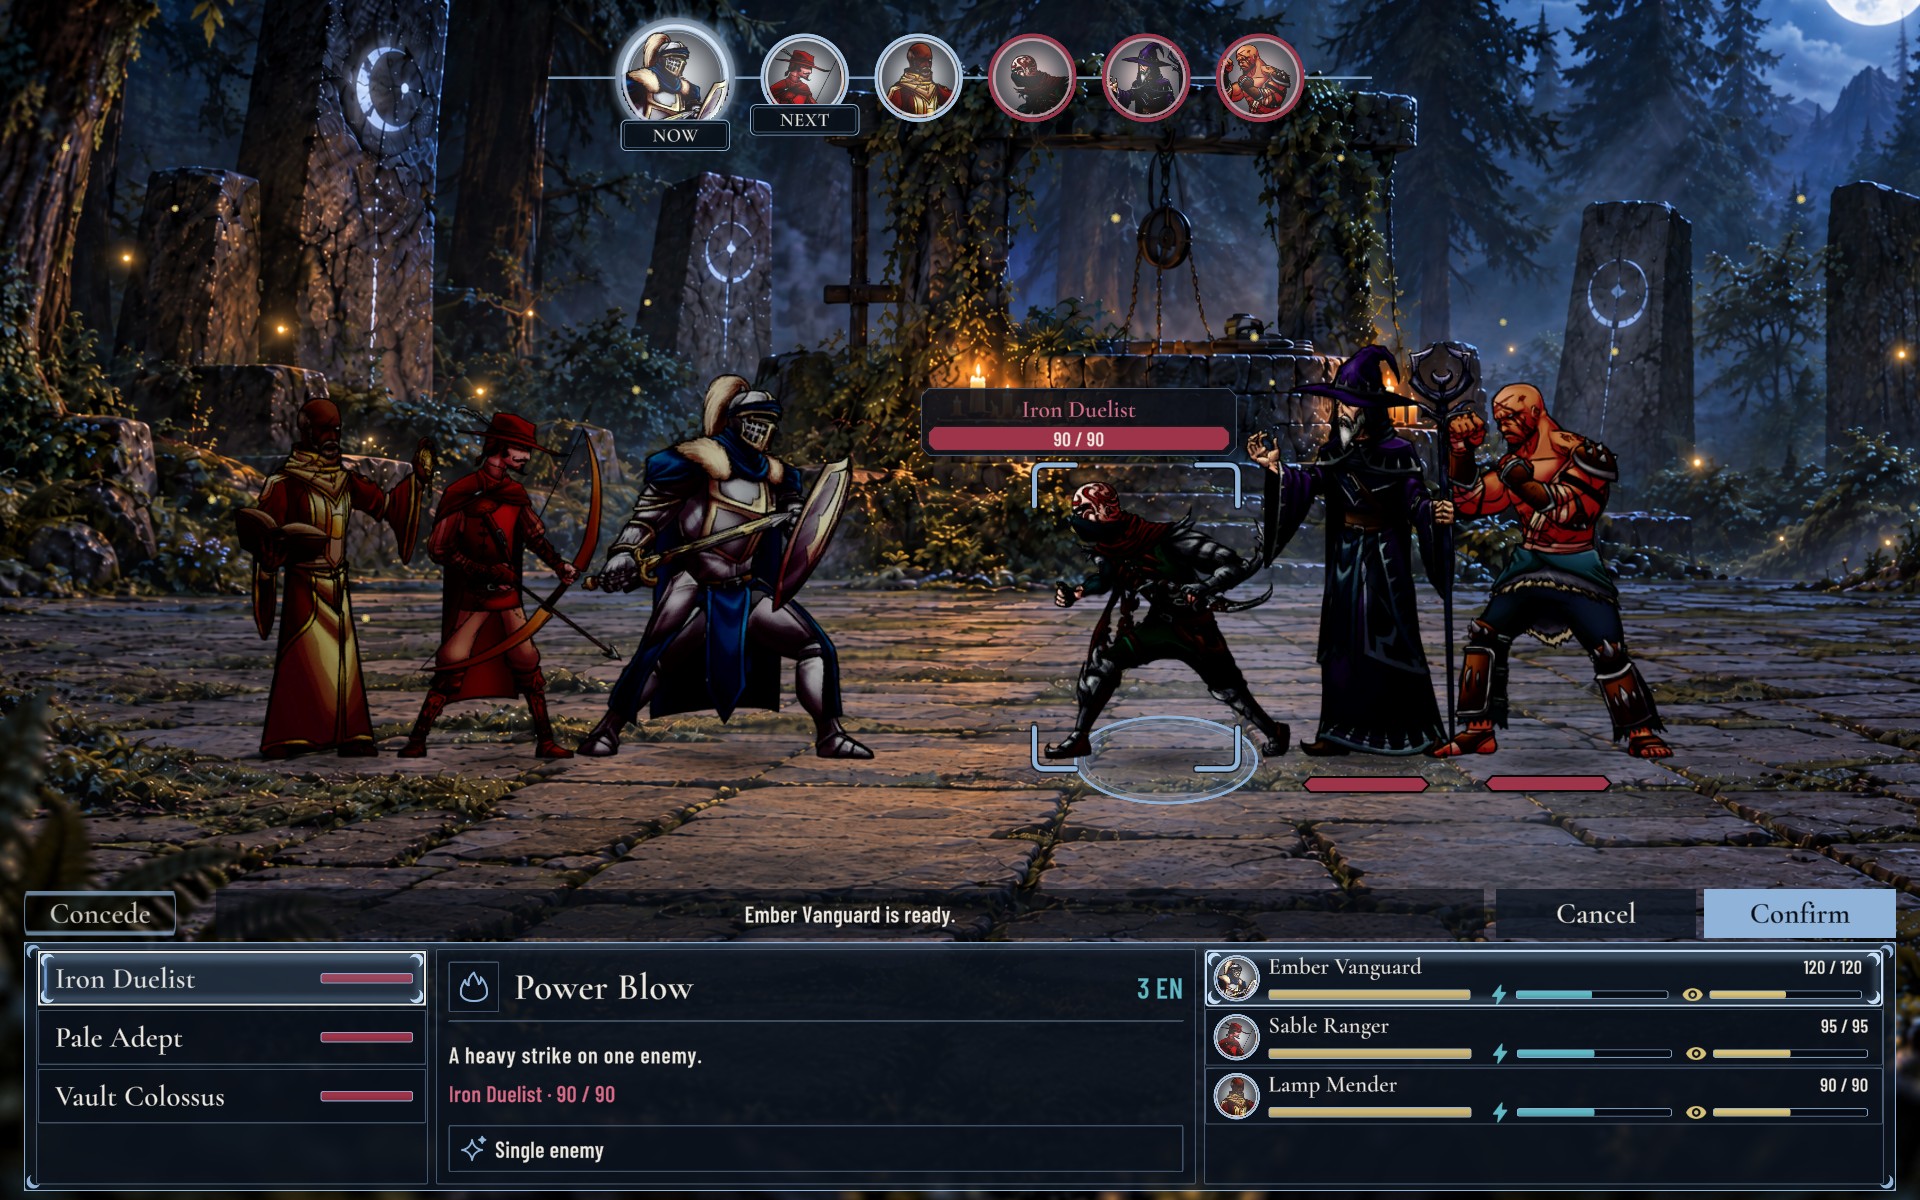 NOW
NEXT
Iron Duelist
90 / 90
Concede
Ember Vanguard is ready.
Cancel
Confirm
Iron Duelist
Pale Adept
Vault Colossus
Power Blow
3 EN
A heavy strike on one enemy.
Iron Duelist · 90 / 90
Single enemy
Ember Vanguard
120 / 120
Sable Ranger
95 / 95
Lamp Mender
90 / 90